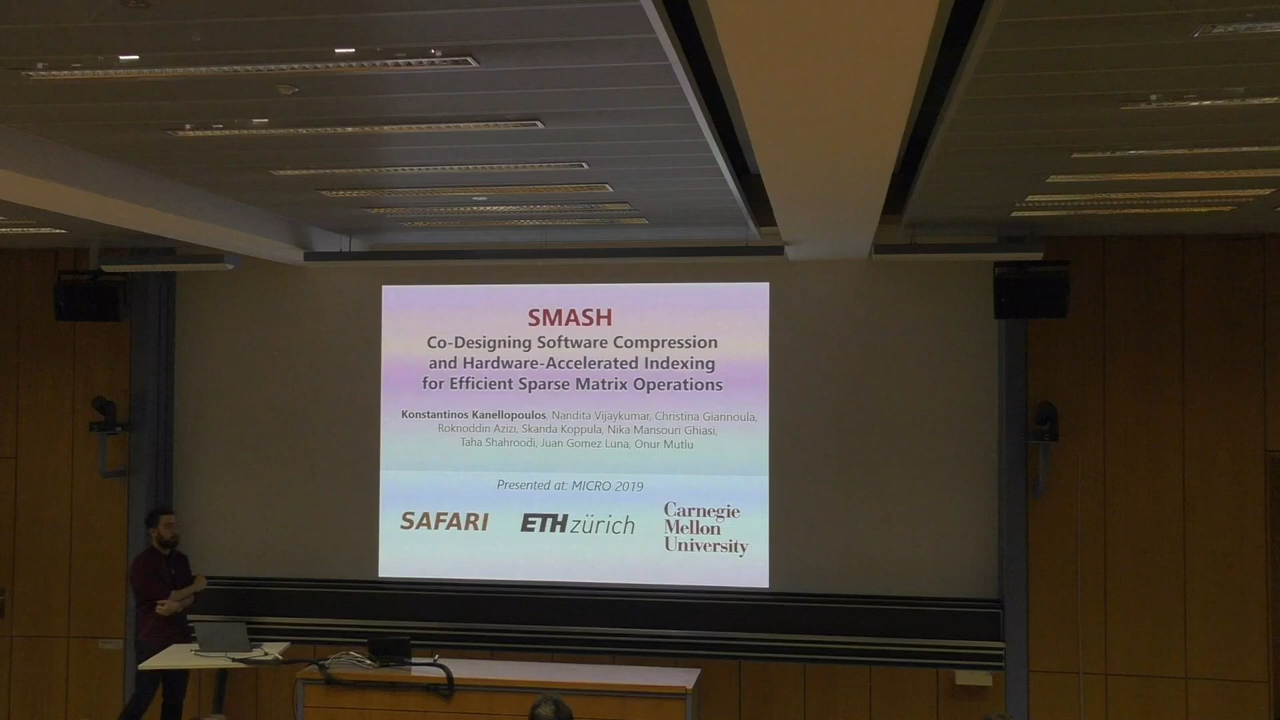 SMASH
Co-Designing Software Compression
and Hardware-Accelerated Indexing
for Efficient Sparse Matrix Operations
Konstantinos Kanellopoulos, Nandita Vijaykumar, Christina Giannoula,
Roknoddin Azizi, Skanda Koppula, Nika Mansouri Ghiasi,
Taha Shahroodi, Juan Gomez Luna, Onur Mutlu
Presented at: MICRO 2019
SAFARI
ETH zürich
Carnegie
Mellon
University